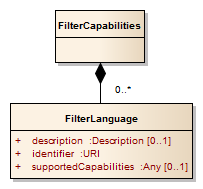 FilterCapabilities
0..*
FilterLanguage
+ description :Description [0..1]
+ identifier :URI
+ supportedCapabilities :Any [0..1]